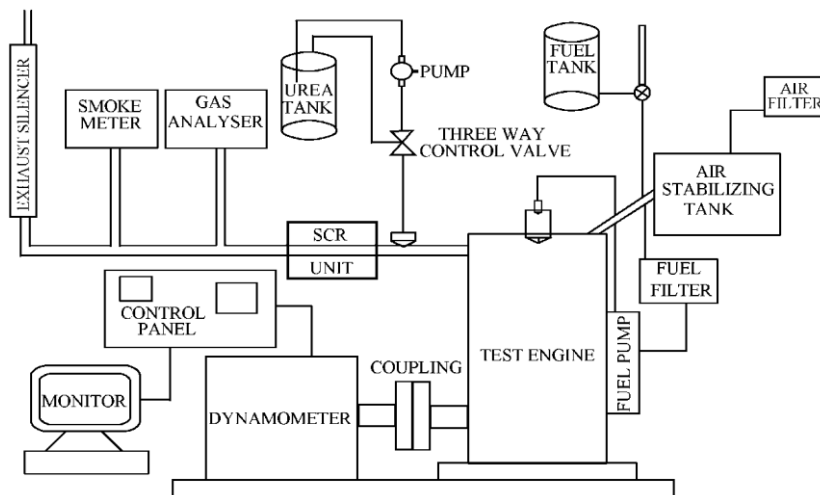 EXHAUST SILENCER
SMOKE
METER
GAS
ANALYSER
UREA
TANK
PUMP
THREE WAY
CONTROL VALVE
FUEL
TANK
AIR
FILTER
AIR
STABILIZING
TANK
SCR
UNIT
FUEL
FILTER
CONTROL
PANEL
TEST ENGINE
FUEL PUMP
COUPLING
MONITOR
DYNAMOMETER